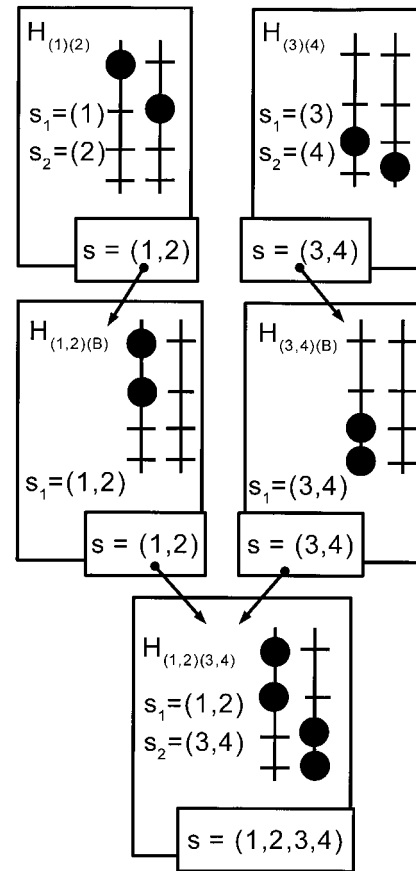 H(1)(2)
s1=(1)
s2=(2)
s = (1,2)
H(3)(4)
s1=(3)
s2=(4)
s = (3,4)
H(1,2)(B)
s1=(1,2)
s = (1,2)
H(3,4)(B)
s1=(3,4)
s = (3,4)
H(1,2)(3,4)
s1=(1,2)
s2=(3,4)
s = (1,2,3,4)